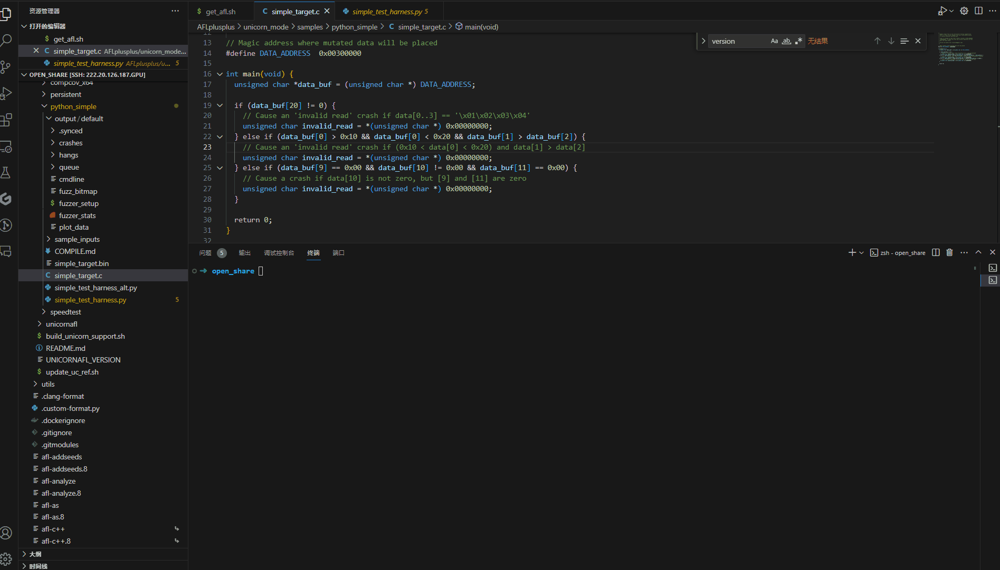 资源管理器
打开的编辑器
$ get_afl.sh
C simple_target.c AFLplusplus/unicorn_mode...
simple_test_harness.py AFLplusplus/u... 5
OPEN_SHARE [SSH: 222.20.126.187.GPU]
compcov_x64
persistent
python_simple
output/default
.synced
crashes
hangs
queue
cmdline
fuzz_bitmap
$ fuzzer_setup
fuzzer_stats
plot_data
sample_inputs
COMPILE.md
simple_target.bin
C simple_target.c
simple_test_harness_alt.py
simple_test_harness.py 5
speedtest
unicornafl
$ build_unicorn_support.sh
README.md
UNICORNAFL_VERSION
$ update_uc_ref.sh
utils
.clang-format
.custom-format.py
.dockerignore
.gitignore
.gitmodules
afl-addseeds
afl-addseeds.8
afl-analyze
afl-analyze.8
afl-as
afl-as.8
afl-c++
afl-c++.8
大纲
时间线
$ get_afl.sh
C simple_target.c
simple_test_harness.py 5
AFLplusplus > unicorn_mode > samples > python_simple > C simple_target.c > main(void)
version Aa ab .* 无结果
12
13 // Magic address where mutated data will be placed
14 #define DATA_ADDRESS 0x00300000
15
16 int main(void) {
17 unsigned char *data_buf = (unsigned char *) DATA_ADDRESS;
18
19 if (data_buf[20] != 0) {
20 // Cause an 'invalid read' crash if data[0..3] == '\x01\x02\x03\x04'
21 unsigned char invalid_read = *(unsigned char *) 0x00000000;
22 } else if (data_buf[0] > 0x10 && data_buf[0] < 0x20 && data_buf[1] > data_buf[2]) {
23 // Cause an 'invalid read' crash if (0x10 < data[0] < 0x20) and data[1] > data[2]
24 unsigned char invalid_read = *(unsigned char *) 0x00000000;
25 } else if (data_buf[9] == 0x00 && data_buf[10] != 0x00 && data_buf[11] == 0x00) {
26 // Cause a crash if data[10] is not zero, but [9] and [11] are zero
27 unsigned char invalid_read = *(unsigned char *) 0x00000000;
28 }
29
30 return 0;
31 }
32
问题 5 输出 调试控制台 终端 端口
zsh - open_share
➜ open_share